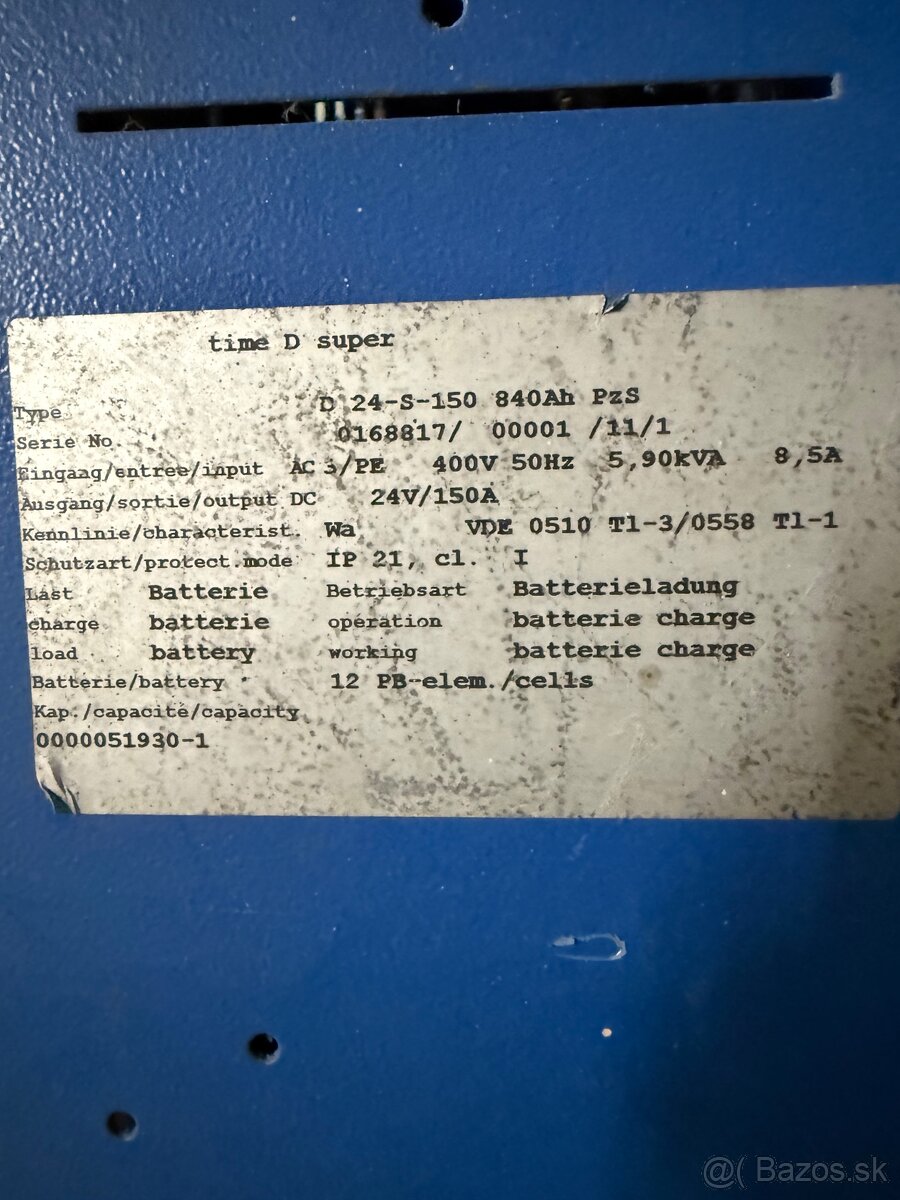 time D super
Type D 24-S-150 840Ah PzS
Serie No. 0168817/ 00001 /11/1
Eingaag/entree/input AC 3/PE 400V 50Hz 5,90kVA 8,5A
Ausgang/sortie/output DC 24V/150A
Kennlinie/characterist. Wa VDE 0510 T1-3/0558 T1-1
Schutzart/protect.mode IP 21, cl. I
Last Batterie Betriebsart Batterieladung
charge batterie operation batterie charge
load battery working batterie charge
Batterie/battery 12 PB-elem./cells
Kap./capacité/capacity
0000051930-1
@( Bazos.sk